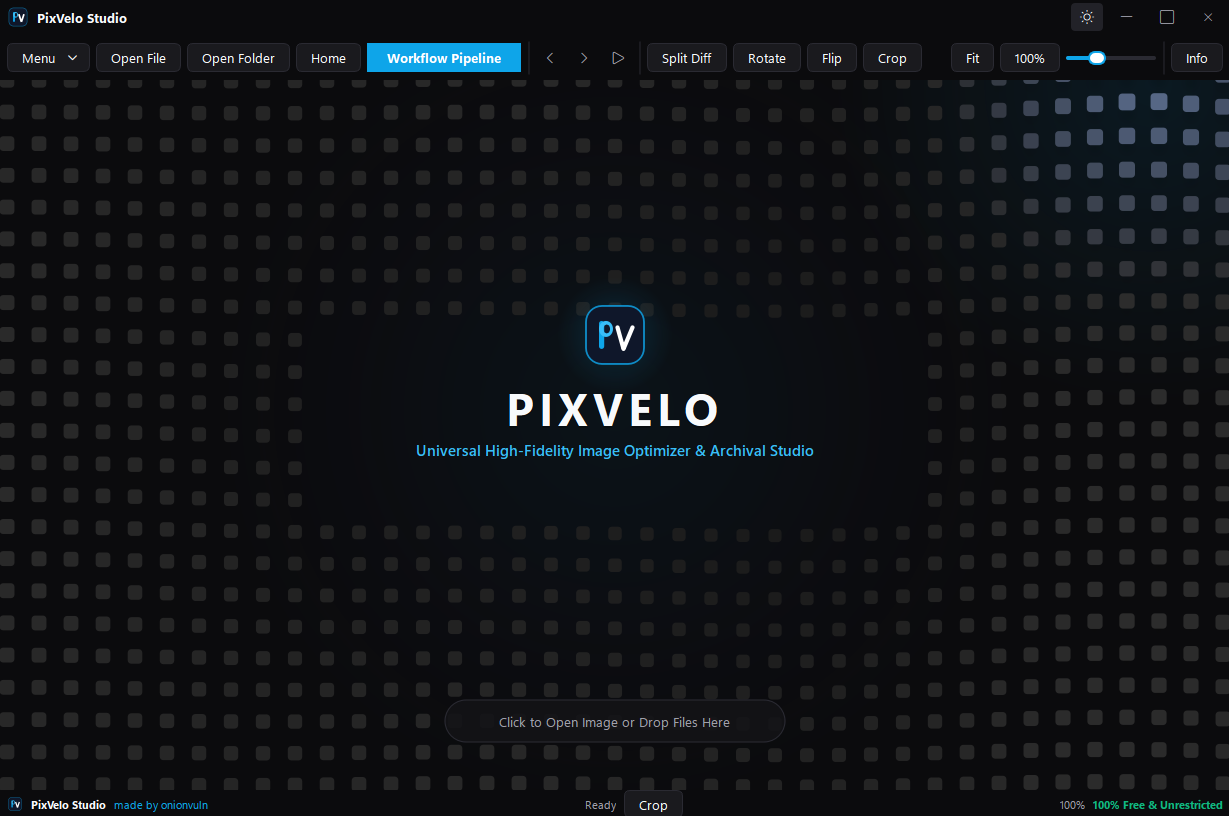 PV PixVelo Studio
Menu Open File Open Folder Home Workflow Pipeline Split Diff Rotate Flip Crop Fit 100% Info
PV
PIXVELO
Universal High-Fidelity Image Optimizer & Archival Studio
Click to Open Image or Drop Files Here
PV PixVelo Studio made by onionvuln Ready Crop 100% 100% Free & Unrestricted